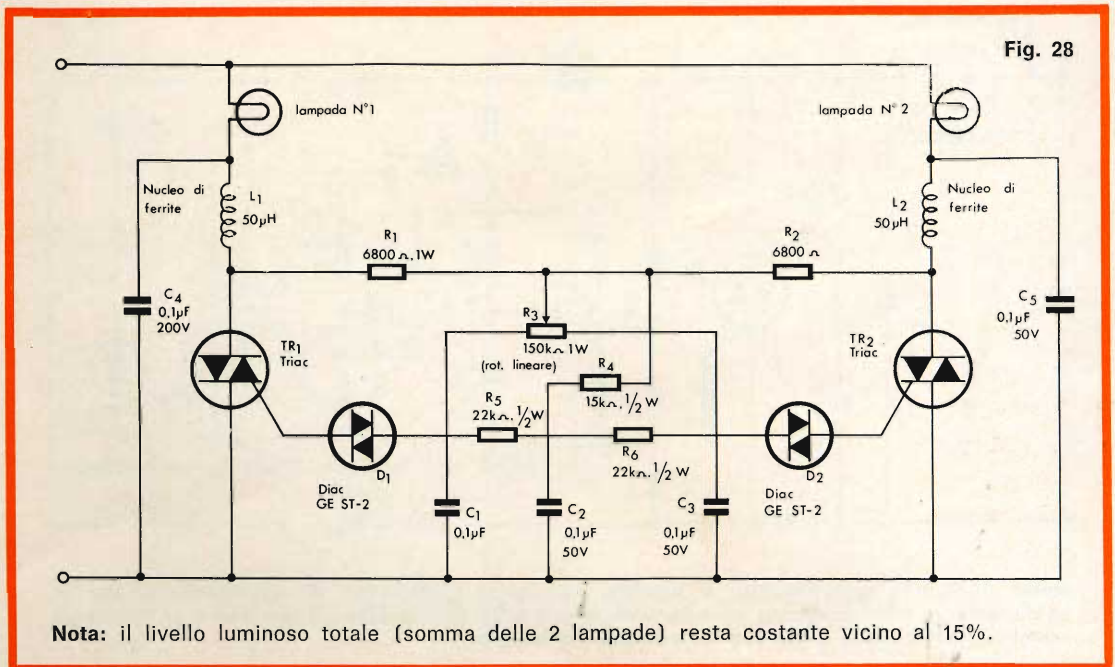 Fig. 28
lampada N°1
lampada N° 2
Nucleo di
ferrite
L1
50µH
Nucleo di
ferrite
L2
50µH
R1
6800 Ω. 1W
R2
6800 Ω
C4
0,1µF
200V
C5
0,1µF
50V
R3
150kΩ 1W
(rot. lineare)
TR1
Triac
TR2
Triac
R4
15kΩ. 1/2 W
R5
22kΩ. 1/2W
R6
22kΩ. 1/2 W
D1
Diac
GE ST-2
D2
Diac
GE ST-2
C1
0,1µF
C2
0,1µF
50V
C3
0,1µF
50V
Nota: il livello luminoso totale (somma delle 2 lampade) resta costante vicino al 15%.